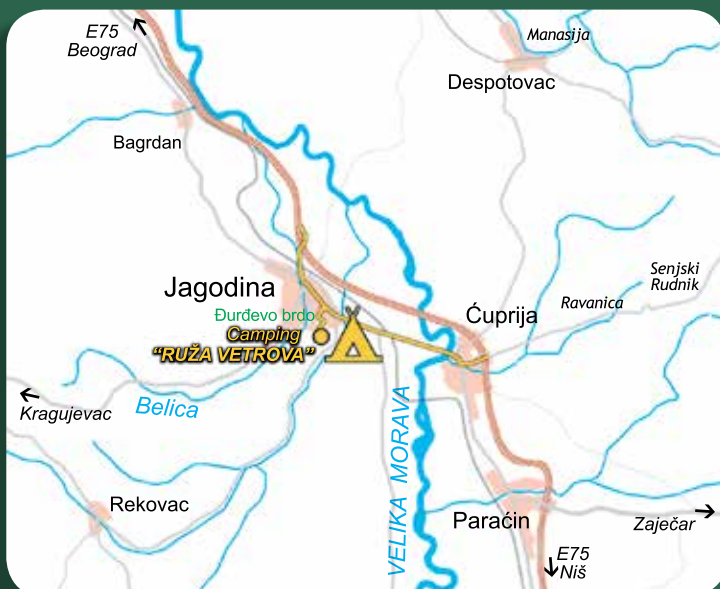 E75
Beograd
Manasija
Despotovac
Bagrdan
Senjski
Rudnik
Jagodina
Ravanica
Đurđevo brdo
Ćuprija
Camping
“RUŽA VETROVA”
Kragujevac
Belica
VELIKA MORAVA
Rekovac
Paraćin
Zaječar
E75
Niš